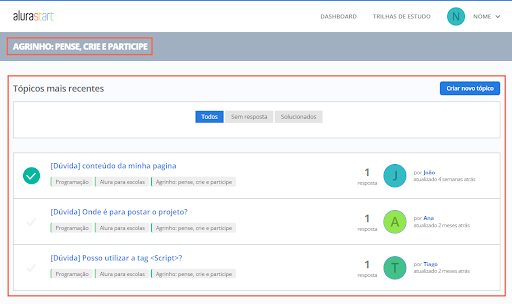 alurastart
DASHBOARD
TRILHAS DE ESTUDO
N
NOME
AGRINHO: PENSE, CRIE E PARTICIPE
Tópicos mais recentes
Criar novo tópico
Todos
Sem resposta
Solucionados
[Dúvida] conteúdo da minha pagina
Programação
Alura para escolas
Agrinho: pense, crie e participe
1
resposta
J
por João
atualizado 4 semanas atrás
[Dúvida] Onde é para postar o projeto?
Programação
Alura para escolas
Agrinho: pense, crie e participe
1
resposta
A
por Ana
atualizado 2 meses atrás
[Dúvida] Posso utilizar a tag <Script>?
Programação
Alura para escolas
Agrinho: pense, crie e participe
1
resposta
T
por Tiago
atualizado 2 meses atrás